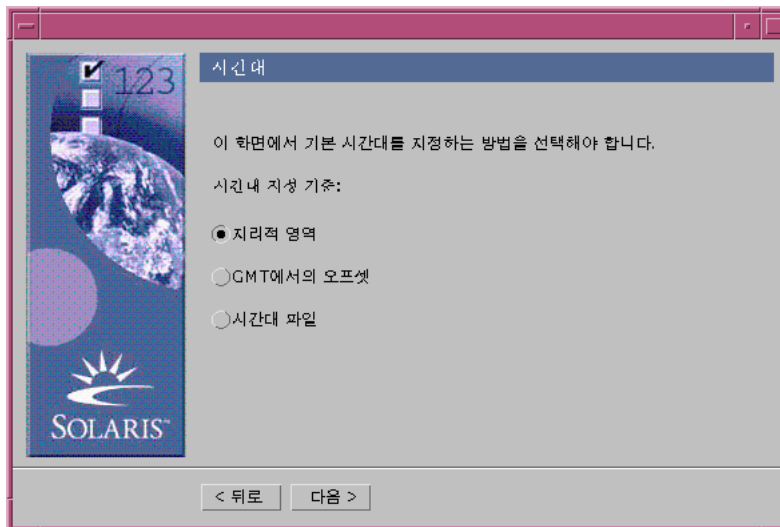 시간대
123
이 화면에서 기본 시간대를 지정하는 방법을 선택해야 합니다.
시간대 지정 기준:
지리적 영역
GMT에서의 오프셋
시간대 파일
SOLARIS™
< 뒤로
다음 >